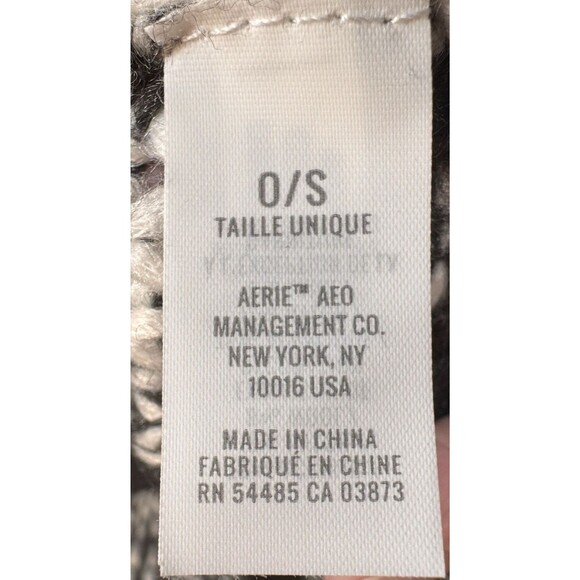 O/S
TAILLE UNIQUE
AERIE™ AEO
MANAGEMENT CO.
NEW YORK, NY
10016 USA
MADE IN CHINA
FABRIQUÉ EN CHINE
RN 54485 CA 03873